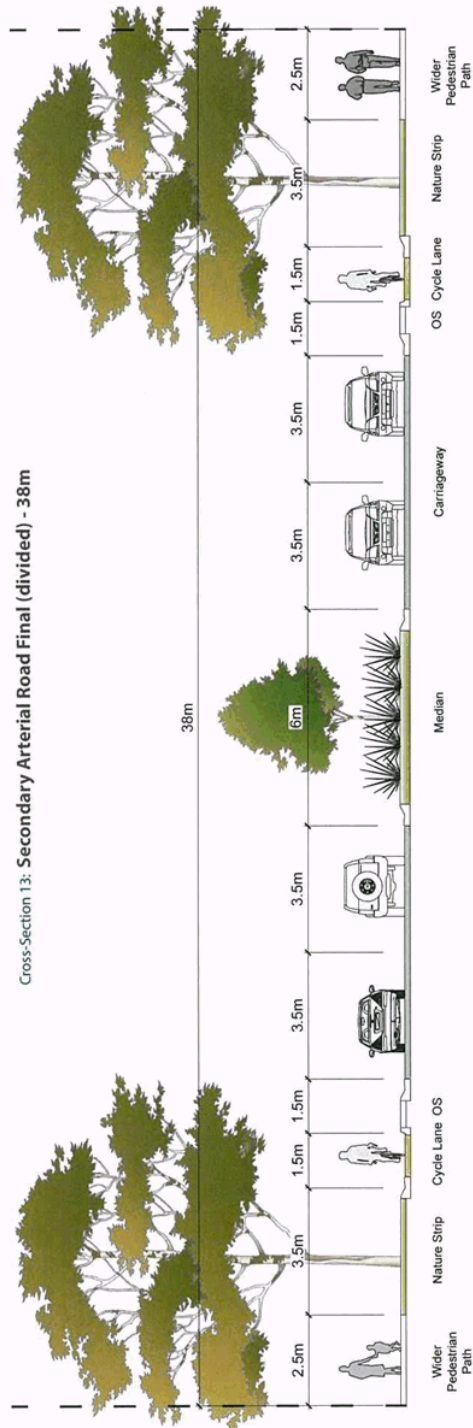 Cross-Section 13: Secondary Arterial Road Final (divided) - 38m
38m
2.5m
3.5m
1.5m
1.5m
3.5m
3.5m
6m
3.5m
3.5m
1.5m
1.5m
3.5m
2.5m
Wider
Pedestrian
Path
Nature Strip
Cycle Lane
OS
Median
Carriageway
OS
Cycle Lane
Nature Strip
Wider
Pedestrian
Path